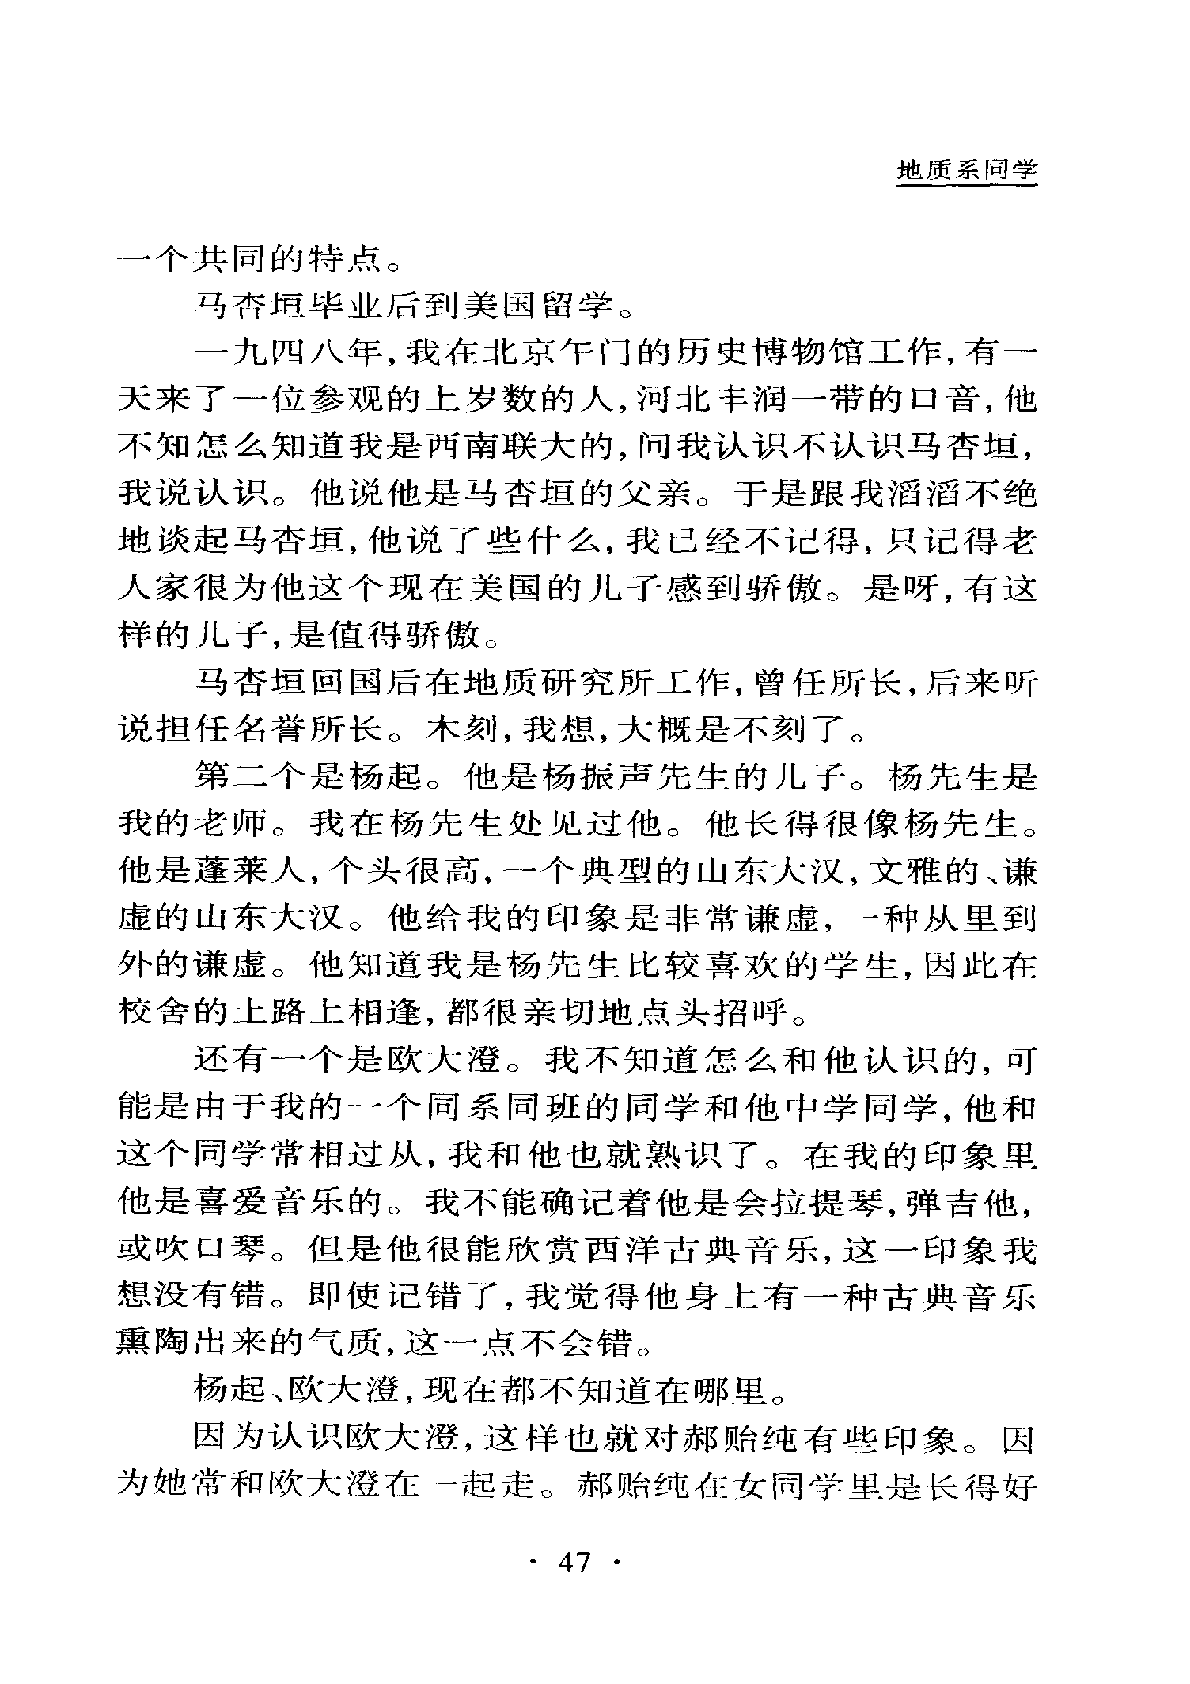 地质系同学
一个共同的特点。
马杏垣毕业后到美国留学。
一九四八年,我在北京午门的历史博物馆工作,有一
天来了一位参观的上岁数的人,河北丰润一带的口音,他
不知怎么知道我是西南联大的,问我认识不认识马杏垣,
我说认识。他说他是马杏垣的父亲。于是跟我滔滔不绝
地谈起马杏垣,他说了些什么,我已经不记得,只记得老
人家很为他这个现在美国的儿子感到骄傲。是呀,有这
样的儿子,是值得骄傲。
马杏垣回国后在地质研究所工作,曾任所长,后来听
说担任名誉所长。木刻,我想,大概是不刻了。
第二个是杨起。他是杨振声先生的儿子。杨先生是
我的老师。我在杨先生处见过他。他长得很像杨先生。
他是蓬莱人,个头很高,一个典型的山东大汉,文雅的、谦
虚的山东大汉。他给我的印象是非常谦虚,一种从里到
外的谦虚。他知道我是杨先生比较喜欢的学生,因此在
校舍的上路上相逢,都很亲切地点头招呼。
还有一个是欧大澄。我不知道怎么和他认识的,可
能是由于我的一个同系同班的同学和他中学同学,他和
这个同学常相过从,我和他也就熟识了。在我的印象里
他是喜爱音乐的。我不能确记着他是会拉提琴,弹吉他,
或吹口琴。但是他很能欣赏西洋古典音乐,这一印象我
想没有错。即使记错了,我觉得他身上有一种古典音乐
熏陶出来的气质,这一点不会错。
杨起、欧大澄,现在都不知道在哪里。
因为认识欧大澄,这样也就对郝贻纯有些印象。因
为她常和欧大澄在一起走。郝贻纯在女同学里是长得好
· 47 ·